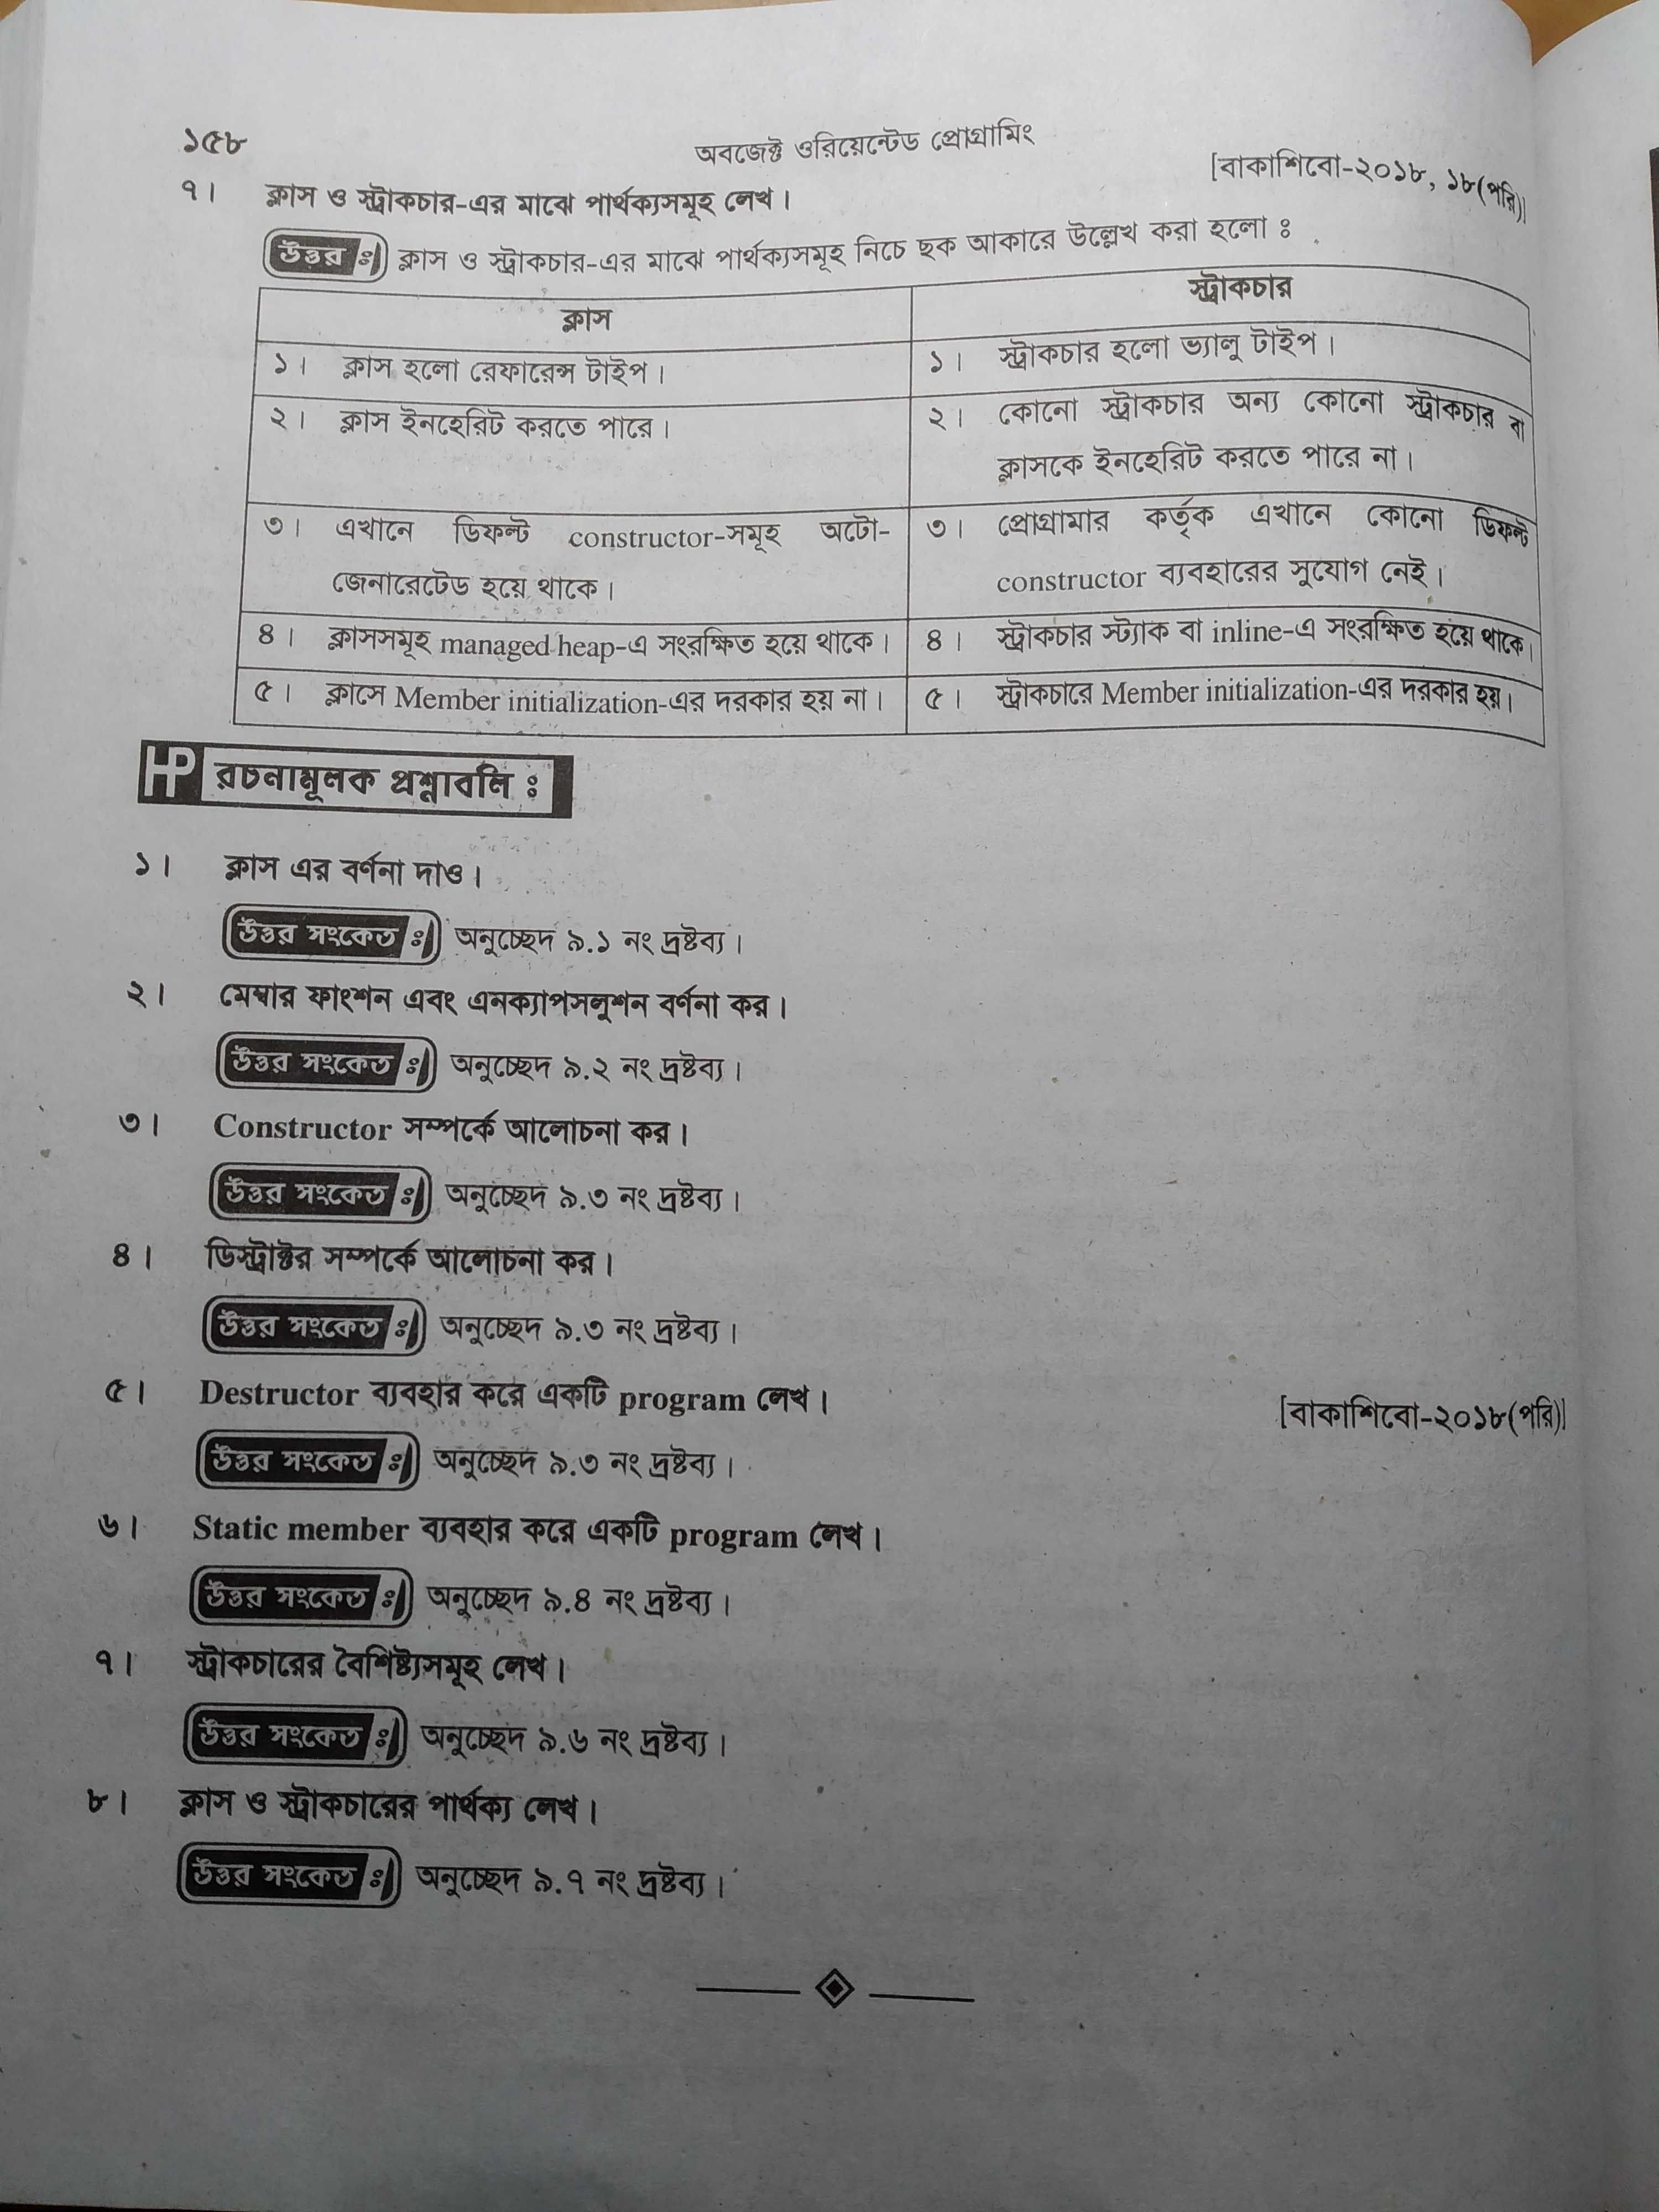 ১৫৮
অবজেক্ট ওরিয়েন্টেড প্রোগ্রামিং
৭। ক্লাস ও স্ট্রাকচার-এর মাঝে পার্থক্যসমূহ লেখ। [বাকাশিবো-২০১৮, ১৮(পরি)]
উত্তর ঃ ক্লাস ও স্ট্রাকচার-এর মাঝে পার্থক্যসমূহ নিচে ছক আকারে উল্লেখ করা হলো ঃ
ক্লাস
স্ট্রাকচার
১। ক্লাস হলো রেফারেন্স টাইপ।
১। স্ট্রাকচার হলো ভ্যালু টাইপ।
২। ক্লাস ইনহেরিট করতে পারে।
২। কোনো স্ট্রাকচার অন্য কোনো স্ট্রাকচার বা
ক্লাসকে ইনহেরিট করতে পারে না।
৩। এখানে ডিফল্ট constructor-সমূহ অটো-
জেনারেটেড হয়ে থাকে।
৩। প্রোগ্রামার কর্তৃক এখানে কোনো ডিফল্ট
constructor ব্যবহারের সুযোগ নেই।
৪। ক্লাসসমূহ managed heap-এ সংরক্ষিত হয়ে থাকে।
৪। স্ট্রাকচার স্ট্যাক বা inline-এ সংরক্ষিত হয়ে থাকে।
৫। ক্লাসে Member initialization-এর দরকার হয় না।
৫। স্ট্রাকচারে Member initialization-এর দরকার হয়।
HP রচনামূলক প্রশ্নাবলি ঃ
১। ক্লাস এর বর্ণনা দাও।
উত্তর সংকেত ঃ অনুচ্ছেদ ৯.১ নং দ্রষ্টব্য।
২। মেম্বার ফাংশন এবং এনক্যাপসলুশন বর্ণনা কর।
উত্তর সংকেত ঃ অনুচ্ছেদ ৯.২ নং দ্রষ্টব্য।
৩। Constructor সম্পর্কে আলোচনা কর।
উত্তর সংকেত ঃ অনুচ্ছেদ ৯.৩ নং দ্রষ্টব্য।
৪। ডিস্ট্রাক্টর সম্পর্কে আলোচনা কর।
উত্তর সংকেত ঃ অনুচ্ছেদ ৯.৩ নং দ্রষ্টব্য।
৫। Destructor ব্যবহার করে একটি program লেখ। [বাকাশিবো-২০১৮(পরি)]
উত্তর সংকেত ঃ অনুচ্ছেদ ৯.৩ নং দ্রষ্টব্য।
৬। Static member ব্যবহার করে একটি program লেখ।
উত্তর সংকেত ঃ অনুচ্ছেদ ৯.৪ নং দ্রষ্টব্য।
৭। স্ট্রাকচারের বৈশিষ্ট্যসমূহ লেখ।
উত্তর সংকেত ঃ অনুচ্ছেদ ৯.৬ নং দ্রষ্টব্য।
৮। ক্লাস ও স্ট্রাকচারের পার্থক্য লেখ।
উত্তর সংকেত ঃ অনুচ্ছেদ ৯.৭ নং দ্রষ্টব্য।